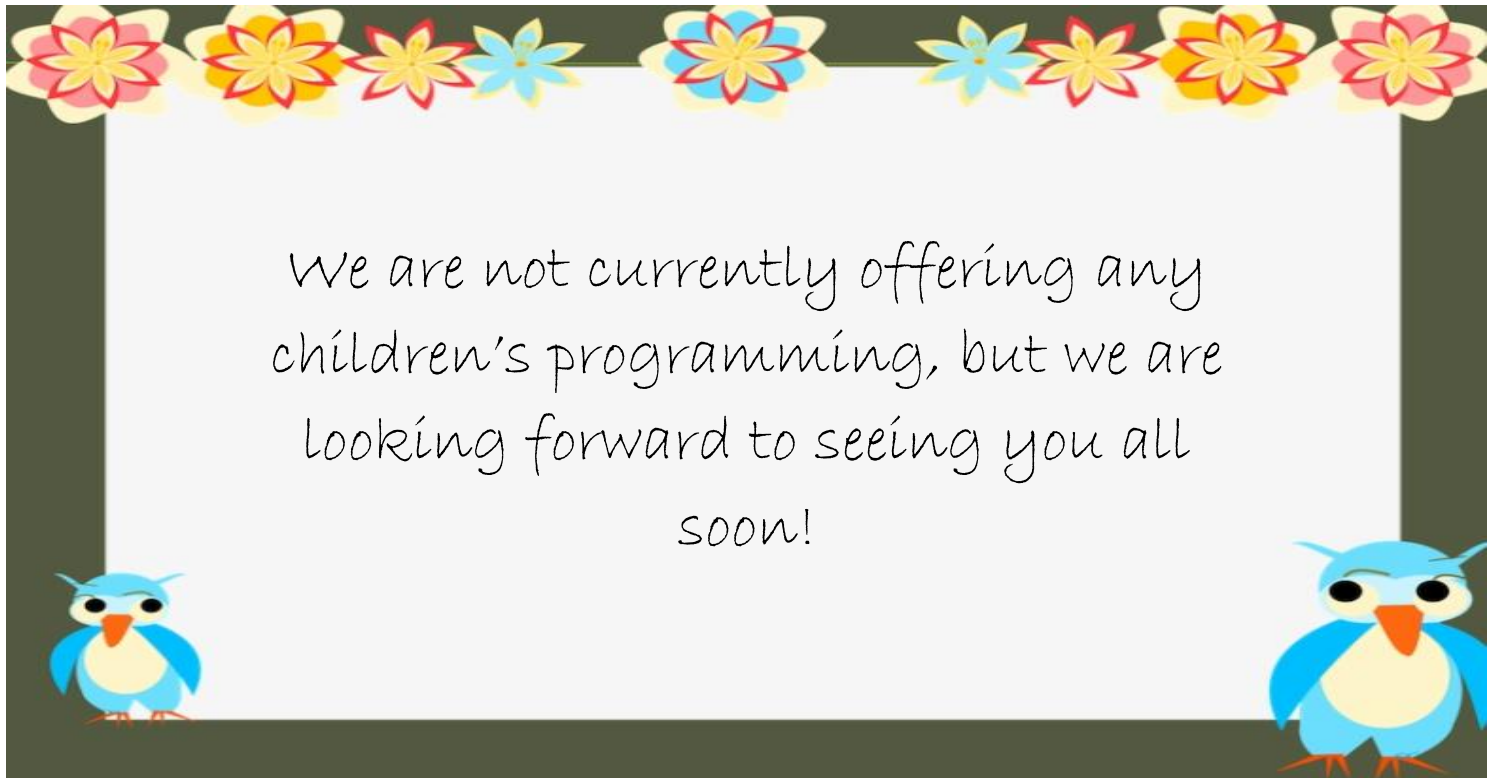 We are not currently offering any
children's programming, but we are
looking forward to seeing you all
soon!